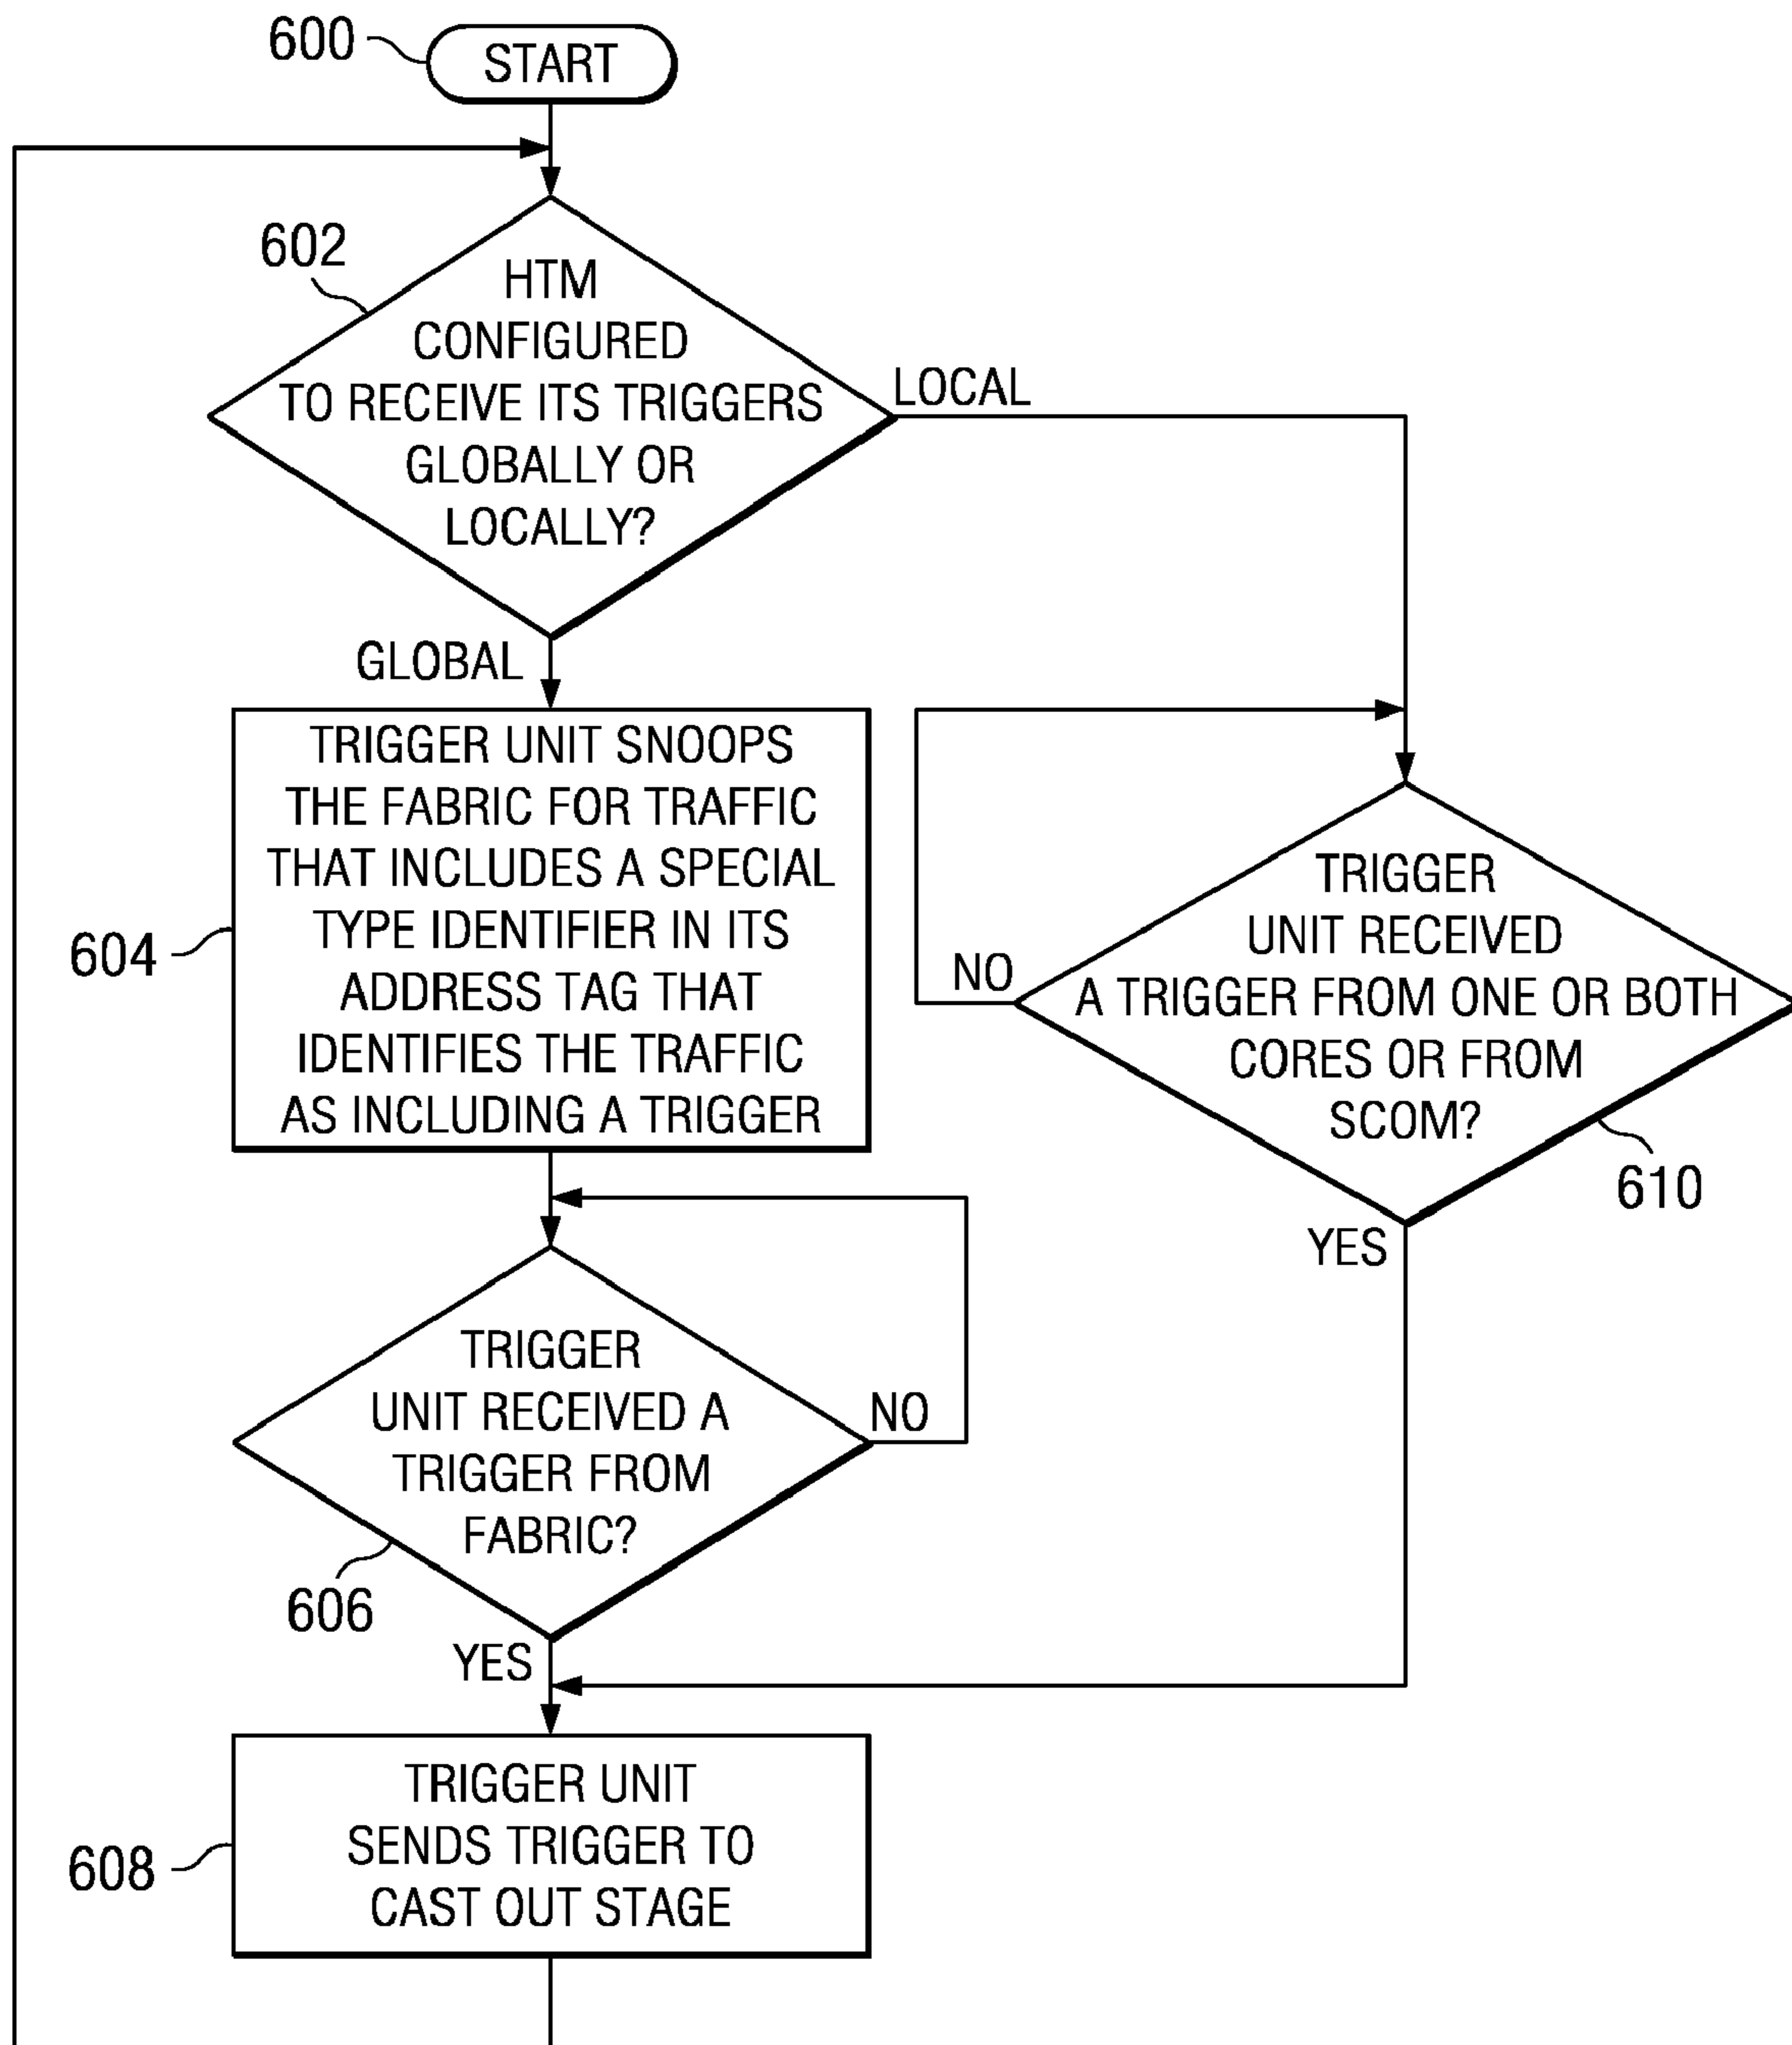 600
START
602
HTM
CONFIGURED
TO RECEIVE ITS TRIGGERS
GLOBALLY OR
LOCALLY?
LOCAL
GLOBAL
604
TRIGGER UNIT SNOOPS
THE FABRIC FOR TRAFFIC
THAT INCLUDES A SPECIAL
TYPE IDENTIFIER IN ITS
ADDRESS TAG THAT
IDENTIFIES THE TRAFFIC
AS INCLUDING A TRIGGER
NO
TRIGGER
UNIT RECEIVED
A TRIGGER FROM ONE OR BOTH
CORES OR FROM
SCOM?
610
YES
TRIGGER
UNIT RECEIVED A
TRIGGER FROM
FABRIC?
NO
606
YES
608
TRIGGER UNIT
SENDS TRIGGER TO
CAST OUT STAGE